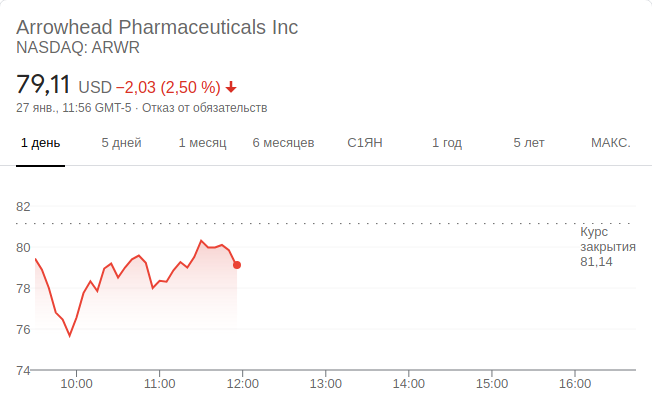 Arrowhead Pharmaceuticals Inc
NASDAQ: ARWR
79,11 USD −2,03 (2,50 %)
27 янв., 11:56 GMT-5 · Отказ от обязательств
1 день 5 дней 1 месяц 6 месяцев С1ЯН 1 год 5 лет МАКС.
82
Курс
закрытия
81,14
80
78
76
74
10:00 11:00 12:00 13:00 14:00 15:00 16:00